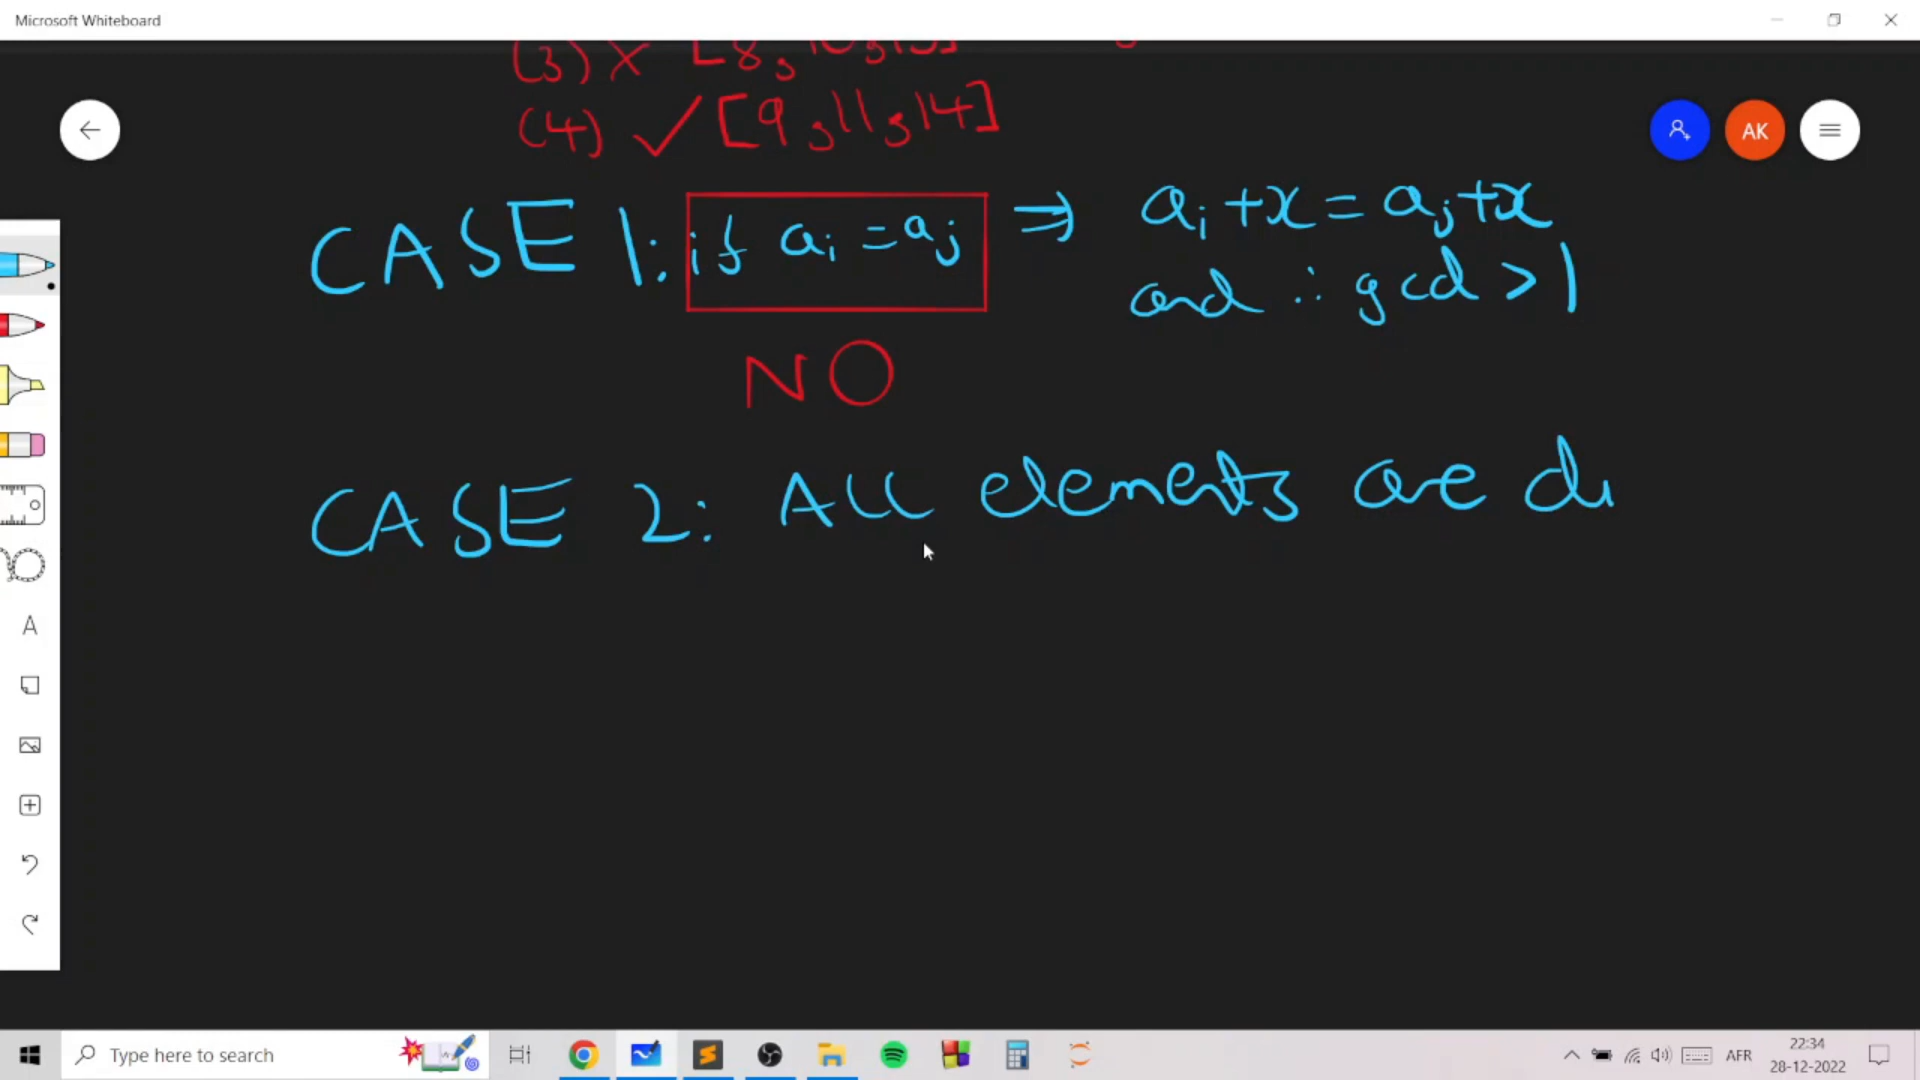 Microsoft Whiteboard
(3) ×
(4) ✓ [9,11,14]
AK
CASE 1: if ai = aj ⇒ ai + x = aj + x
and ∴ gcd > 1
NO
CASE 2: All elements are di
A
Type here to search
AFR
22:34
28-12-2022